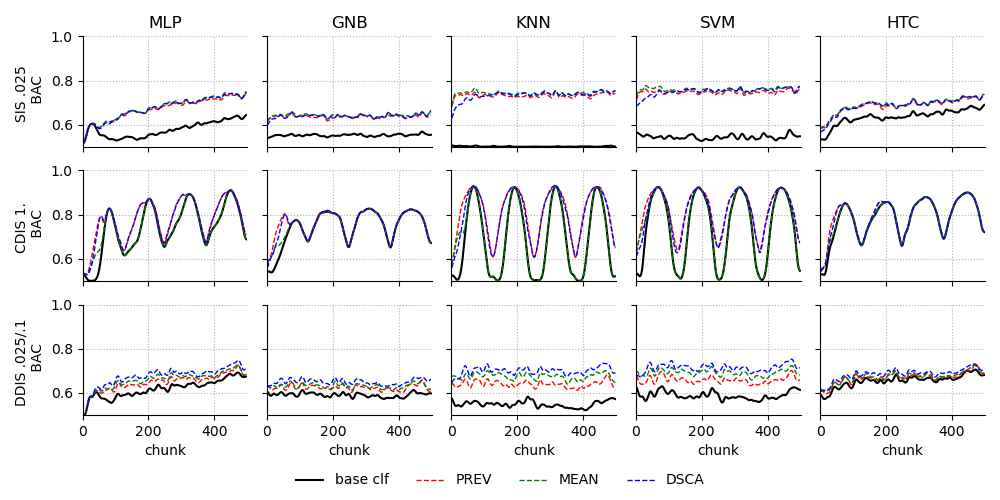 MLP GNB KNN SVM HTC
SIS .025
BAC
1.0
0.8
0.6
CDIS 1.
BAC
1.0
0.8
0.6
DDIS .025/.1
BAC
1.0
0.8
0.6
0 200 400 0 200 400 0 200 400 0 200 400 0 200 400
chunk chunk chunk chunk chunk
base clf PREV MEAN DSCA